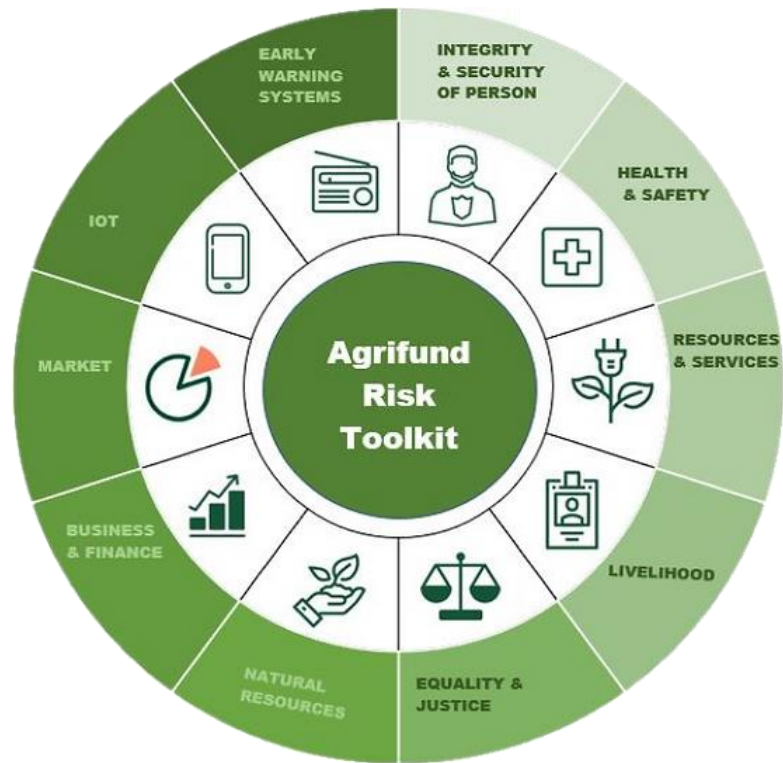 EARLY
WARNING
SYSTEMS
INTEGRITY
& SECURITY
OF PERSON
HEALTH
& SAFETY
RESOURCES
& SERVICES
LIVELIHOOD
EQUALITY &
JUSTICE
NATURAL
RESOURCES
BUSINESS
& FINANCE
MARKET
IOT
Agrifund
Risk
Toolkit